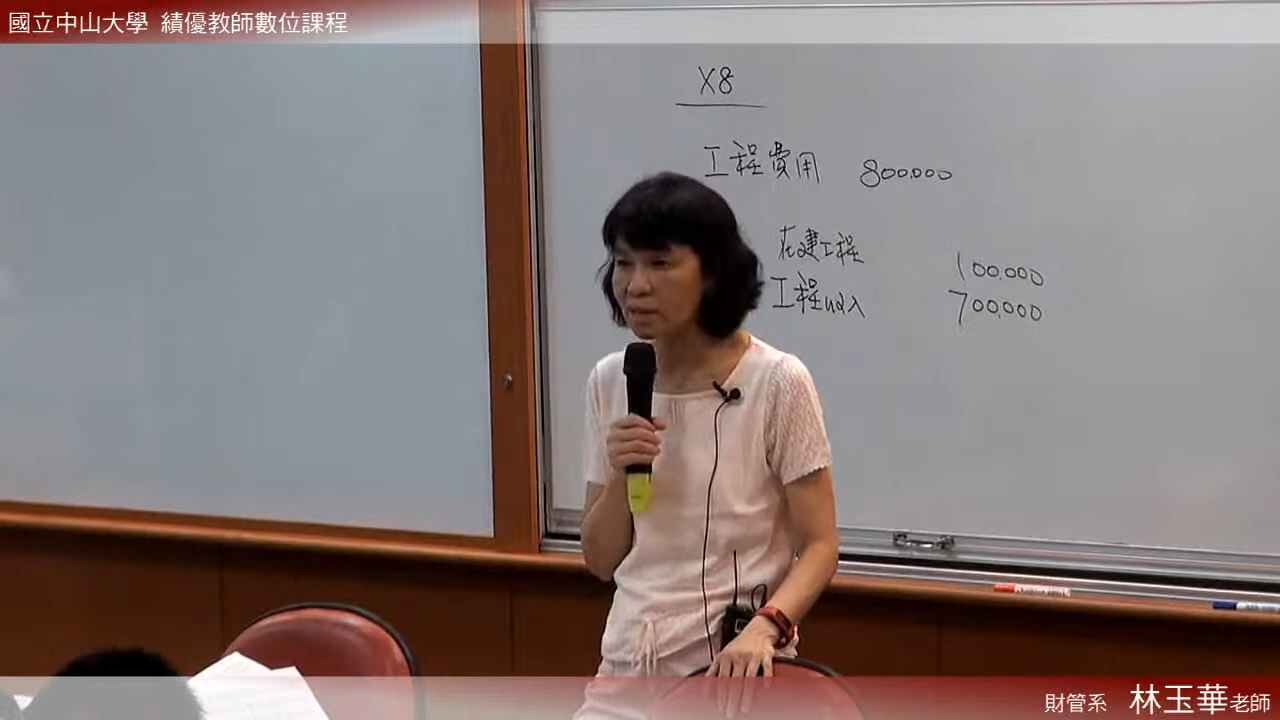 國立中山大學 績優教師數位課程
X8
工程費用 800,000
在建工程 100,000
工程收入 700,000
財管系 林玉華老師